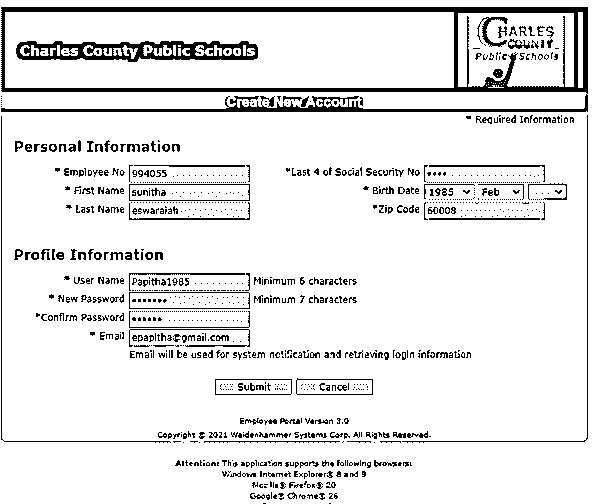 Charles County Public Schools
CHARLES
COUNTY
Public Schools
Create New Account
* Required Information
Personal Information
* Employee No 994055 *Last 4 of Social Security No ••••
* First Name sunitha * Birth Date 1985 Feb
* Last Name eswaraiah *Zip Code 60008
Profile Information
* User Name Papitha1985 Minimum 6 characters
* New Password ••••••• Minimum 7 characters
*Confirm Password ••••••
* Email epapitha@gmail.com
Email will be used for system notification and retrieving login information
Submit Cancel
Employee Portal Version 3.0
Copyright © 2021 Weidenhammer Systems Corp. All Rights Reserved.
Attention: This application supports the following browsers:
Windows Internet Explorer® 8 and 9
Mozilla® Firefox® 20
Google® Chrome® 26